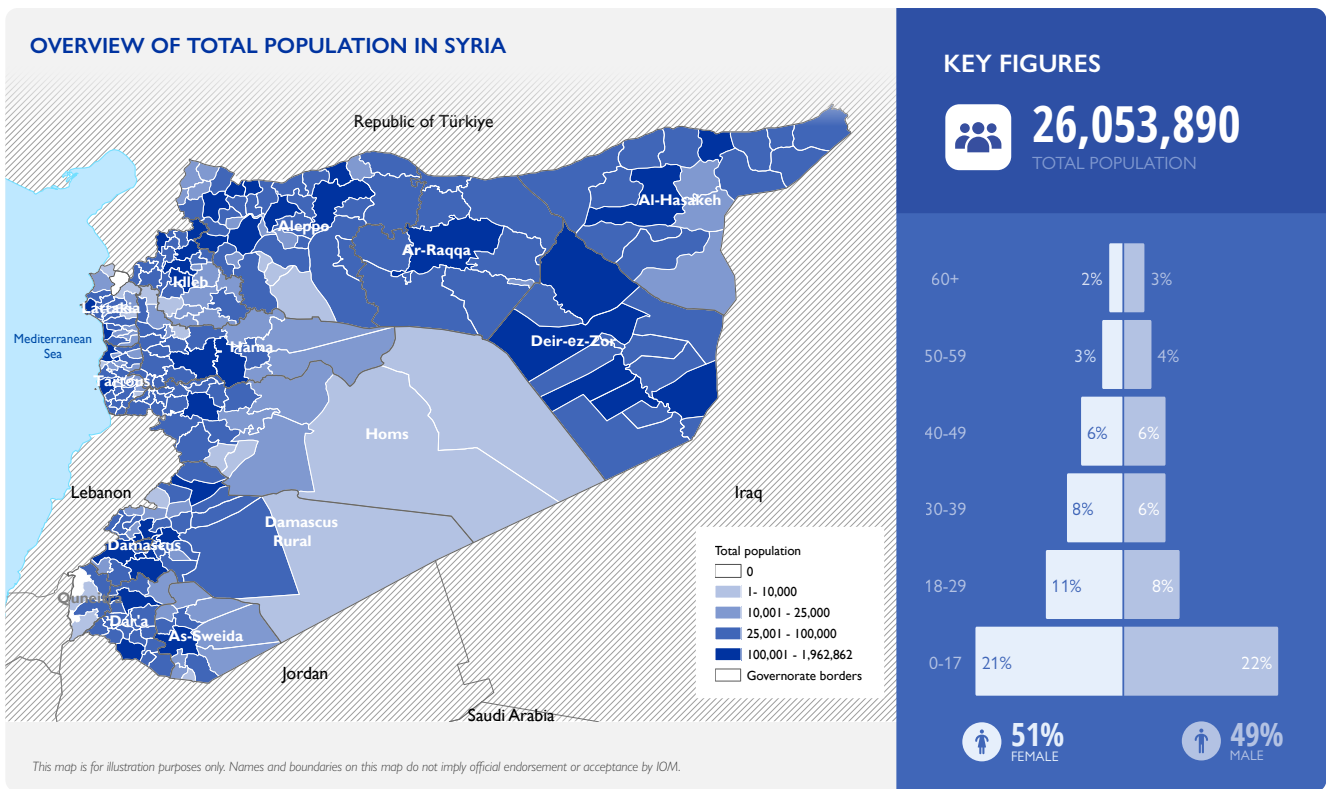 OVERVIEW OF TOTAL POPULATION IN SYRIA
Republic of Türkiye
Al-Hasakeh
Aleppo
Ar-Raqqa
Idleb
Lattakia
Mediterranean
Sea
Hama
Deir-ez-Zor
Tartous
Homs
Lebanon
Iraq
Damascus
Rural
Damascus
Quneitra
Dar'a
As-Sweida
Jordan
Saudi Arabia
Total population
0
1- 10,000
10,001 - 25,000
25,001 - 100,000
100,001 - 1,962,862
Governorate borders
This map is for illustration purposes only. Names and boundaries on this map do not imply official endorsement or acceptance by IOM.
KEY FIGURES
26,053,890
TOTAL POPULATION
60+ 2% 3%
50-59 3% 4%
40-49 6% 6%
30-39 8% 6%
18-29 11% 8%
0-17 21% 22%
51%
FEMALE
49%
MALE